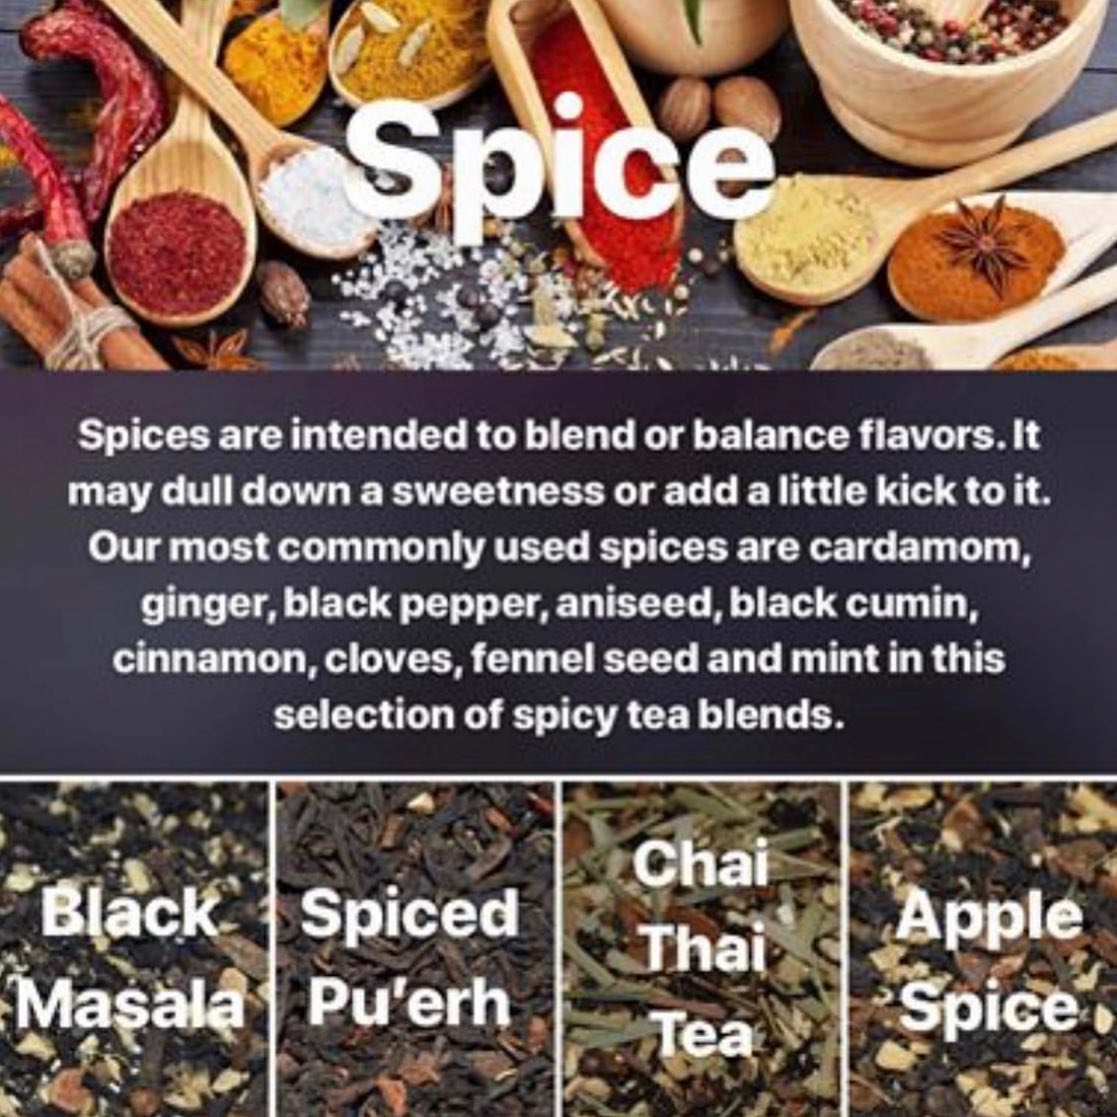 Spice
Spices are intended to blend or balance flavors. It
may dull down a sweetness or add a little kick to it.
Our most commonly used spices are cardamom,
ginger, black pepper, aniseed, black cumin,
cinnamon, cloves, fennel seed and mint in this
selection of spicy tea blends.
Black
Masala
Spiced
Pu'erh
Chai
Thai
Tea
Apple
Spice